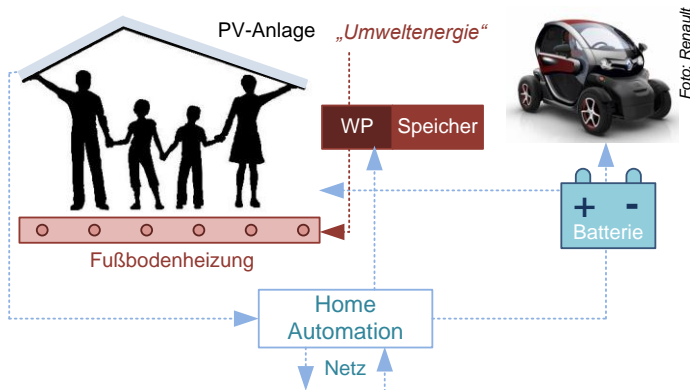 PV-Anlage
„Umweltenergie“
Foto: Renault
WP
Speicher
+ -
Batterie
Fußbodenheizung
Home
Automation
Netz